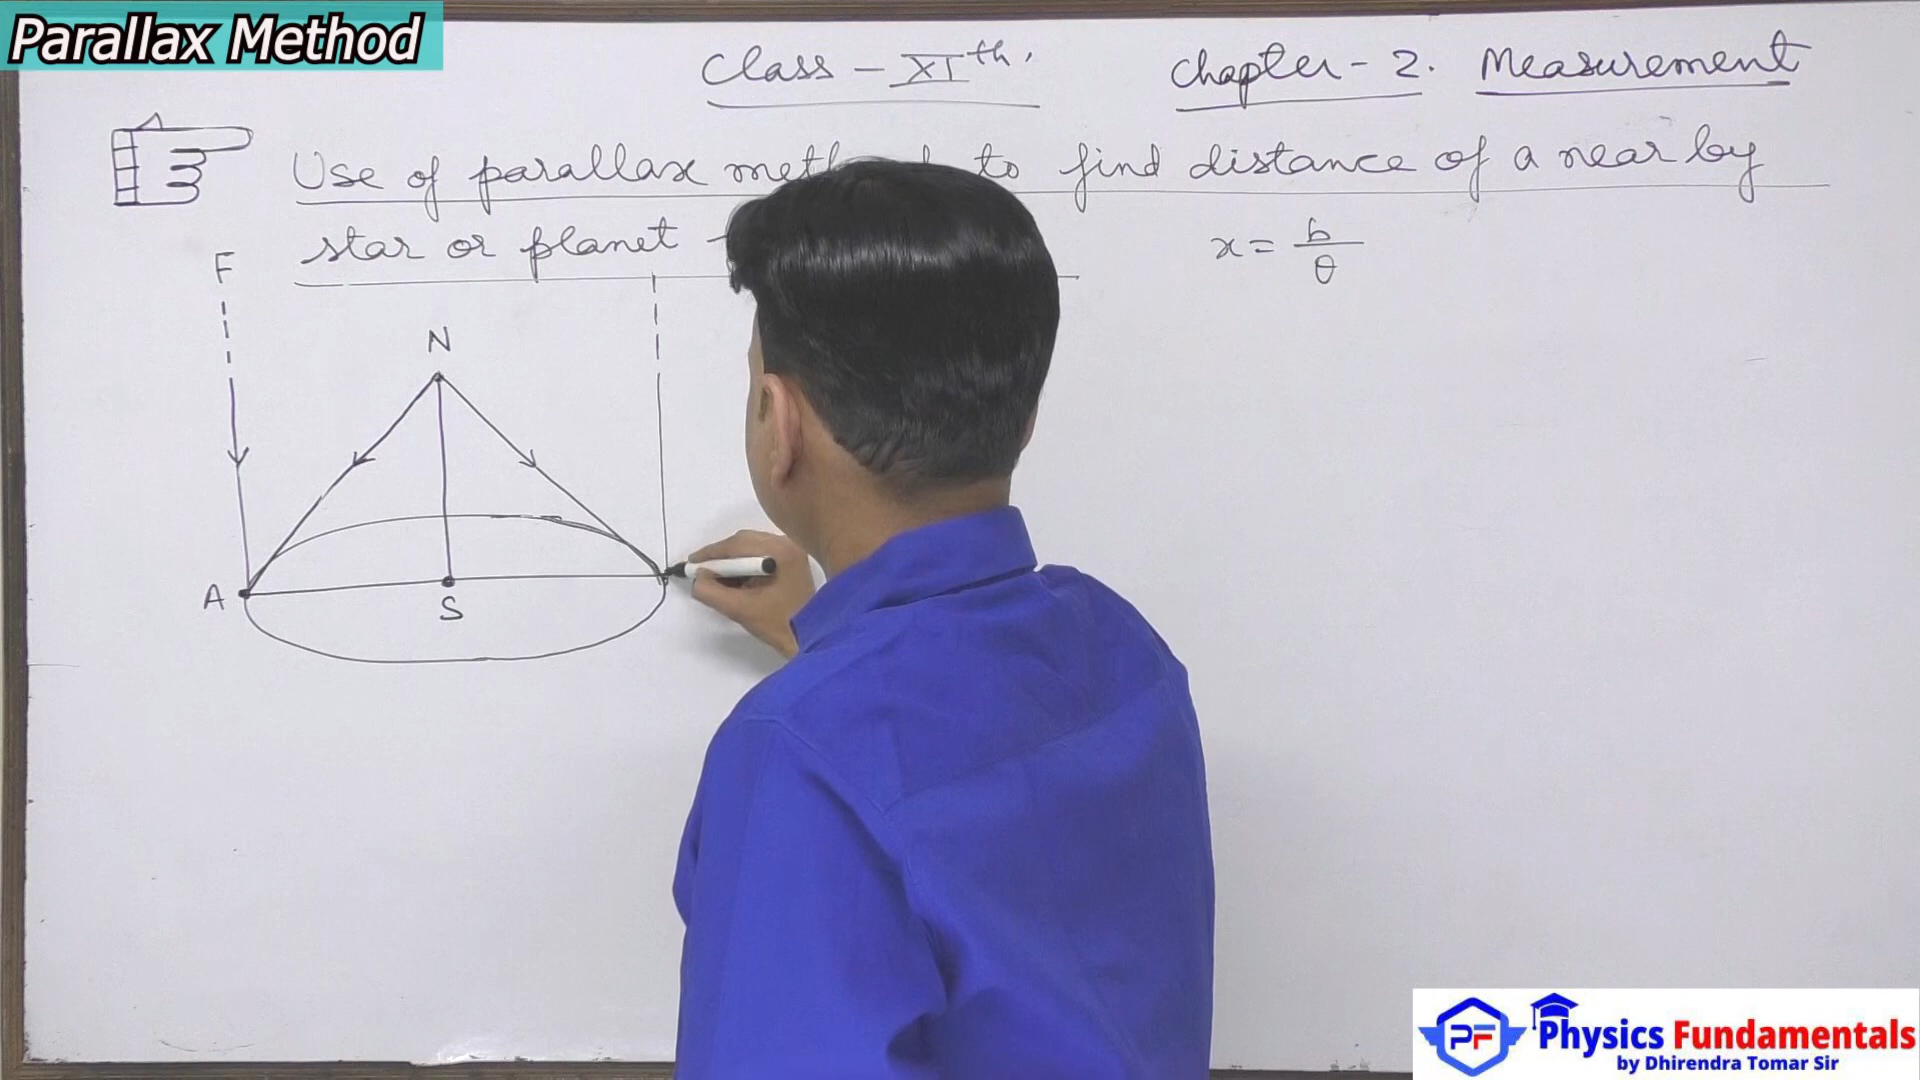 Parallax Method
Class - XIth.
Chapter - 2. Measurement
Use of parallax to find distance of a near by
star or planet -
x = b/θ
F
N
A
S
PF
Physics Fundamentals
by Dhirendra Tomar Sir